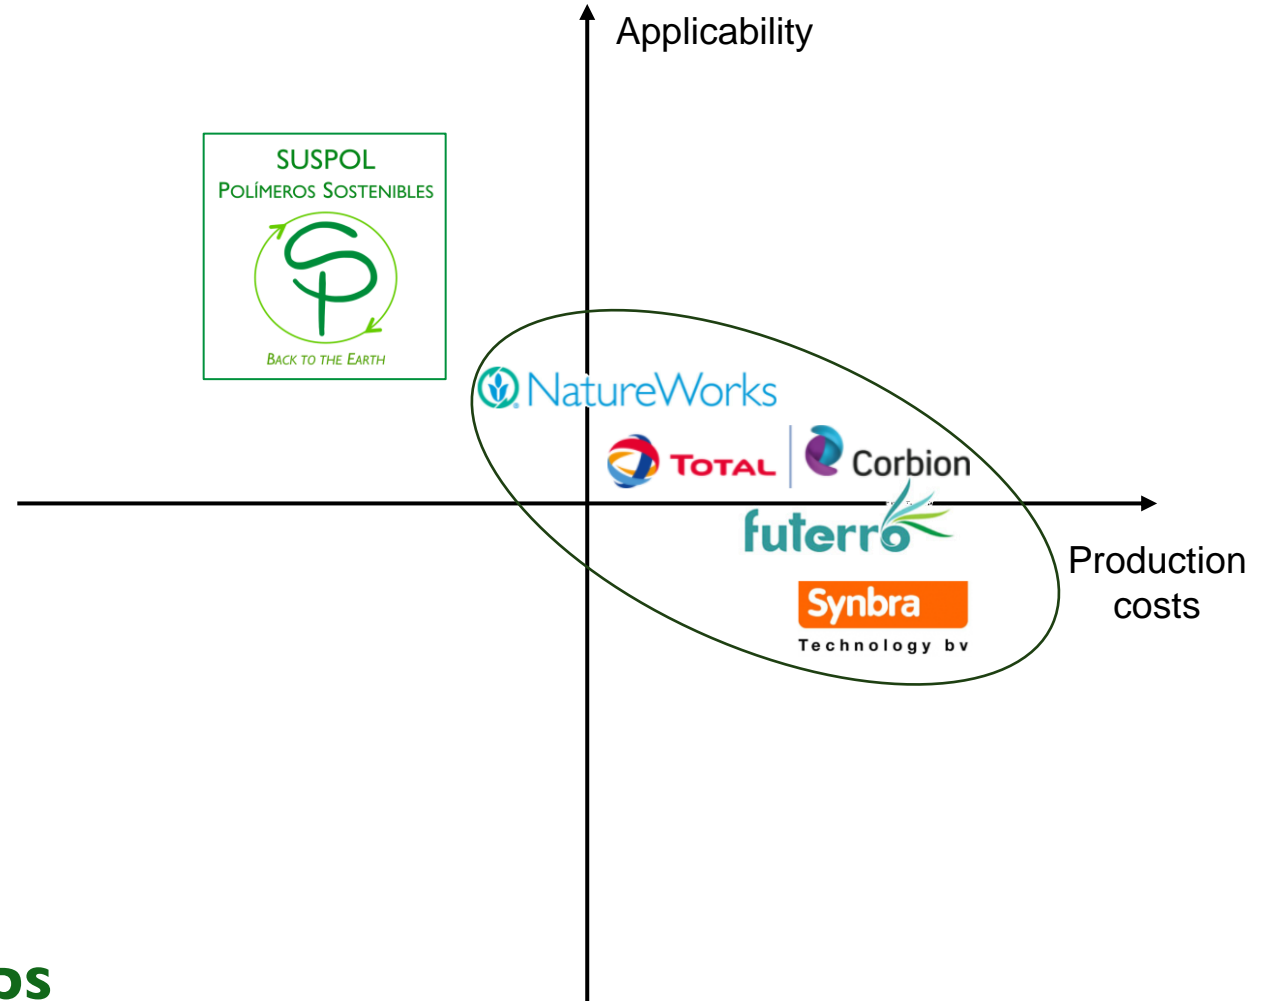 Applicability
SUSPOL
POLÍMEROS SOSTENIBLES
BACK TO THE EARTH
NatureWorks
TOTAL
Corbion
futerro
Production
costs
Synbra
Technology bv
os